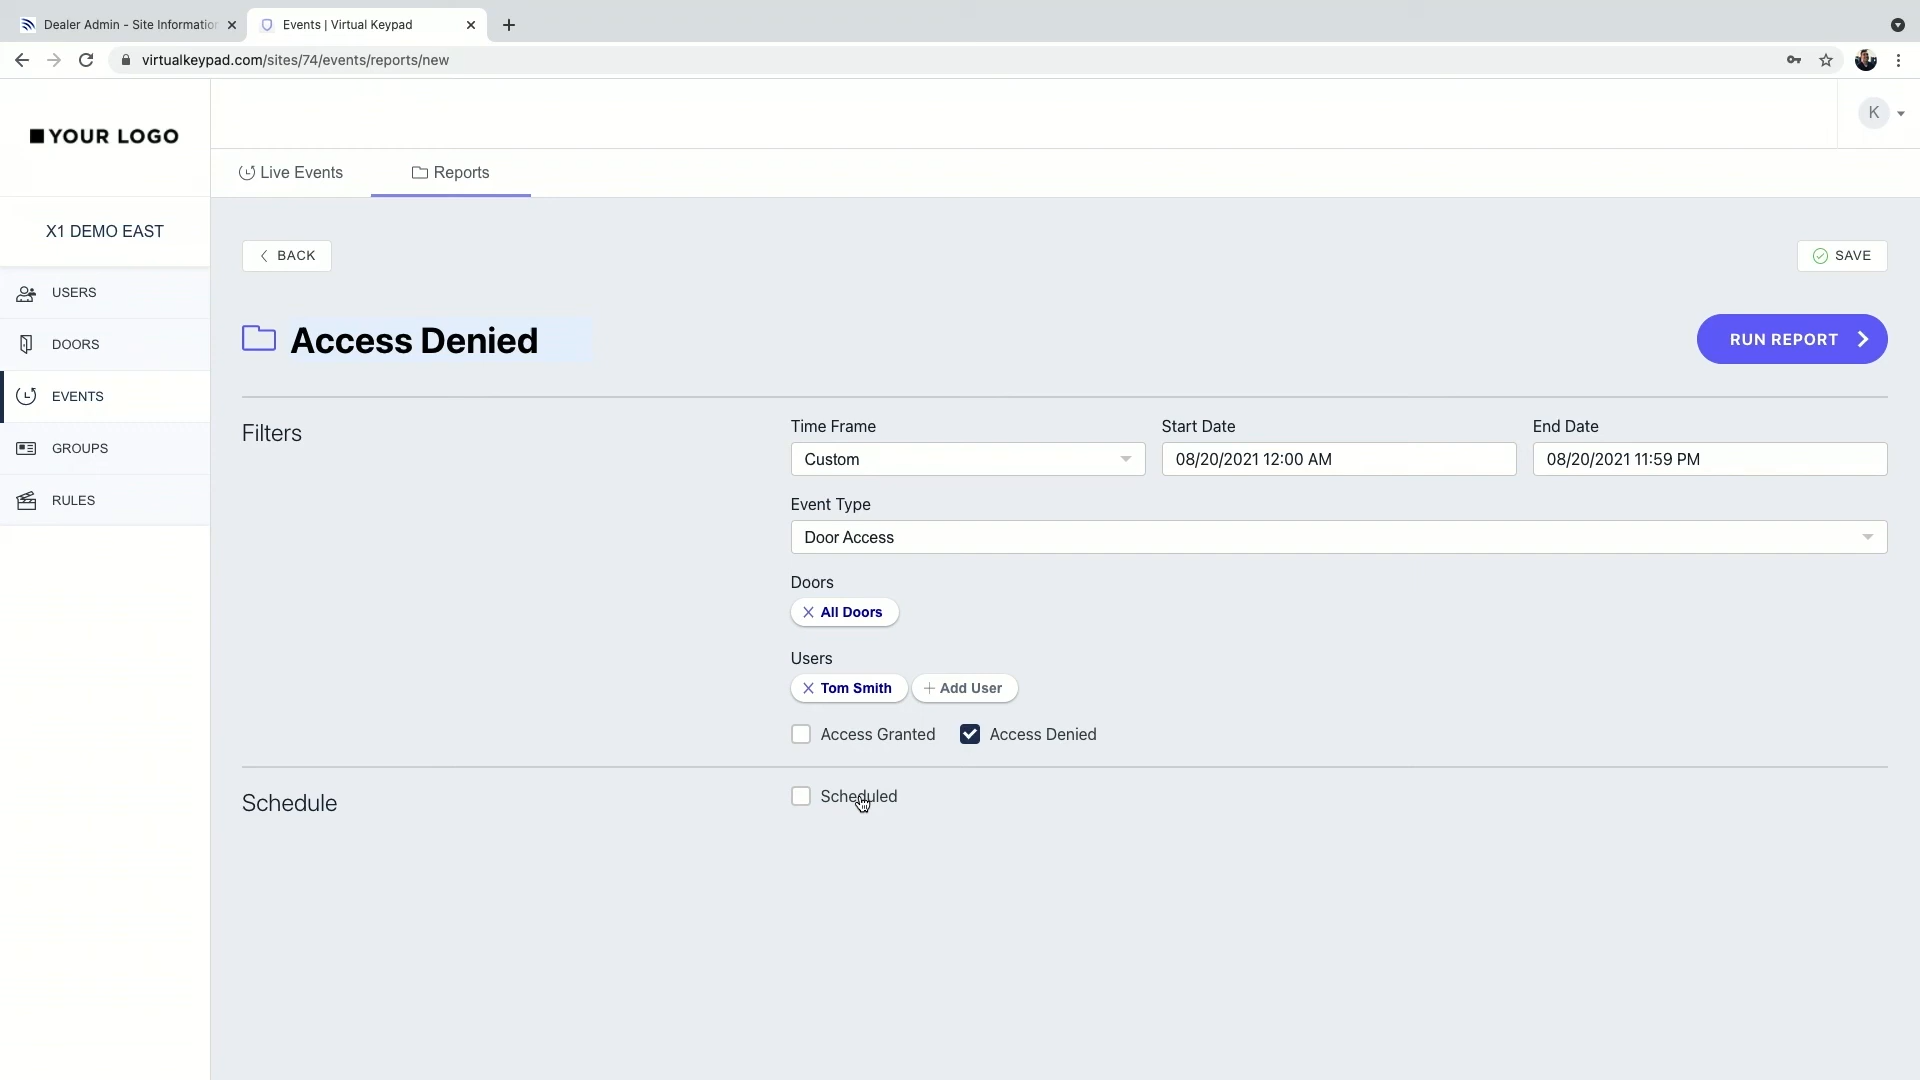 Dealer Admin - Site Information
Events | Virtual Keypad
virtualkeypad.com/sites/74/events/reports/new
YOUR LOGO
K
Live Events
Reports
X1 DEMO EAST
BACK
SAVE
USERS
DOORS
EVENTS
GROUPS
RULES
Access Denied
RUN REPORT
Filters
Time Frame
Start Date
End Date
Custom
08/20/2021 12:00 AM
08/20/2021 11:59 PM
Event Type
Door Access
Doors
All Doors
Users
Tom Smith
Add User
Access Granted
Access Denied
Schedule
Scheduled